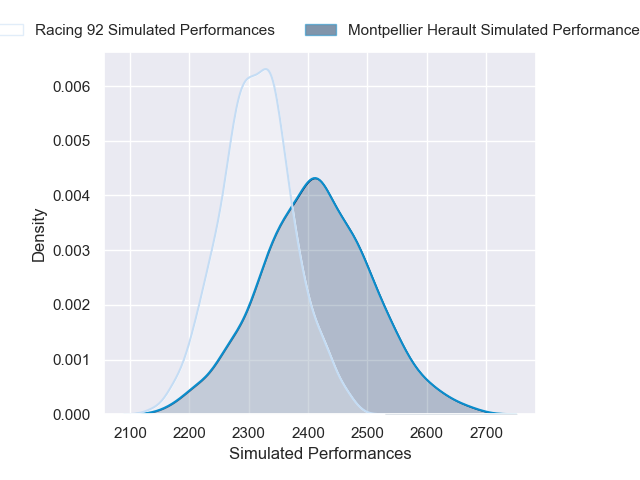 Racing 92 Simulated Performances
Montpellier Herault Simulated Performance
0.006
0.005
0.004
0.003
0.002
0.001
0.000
Density
2100 2200 2300 2400 2500 2600 2700
Simulated Performances